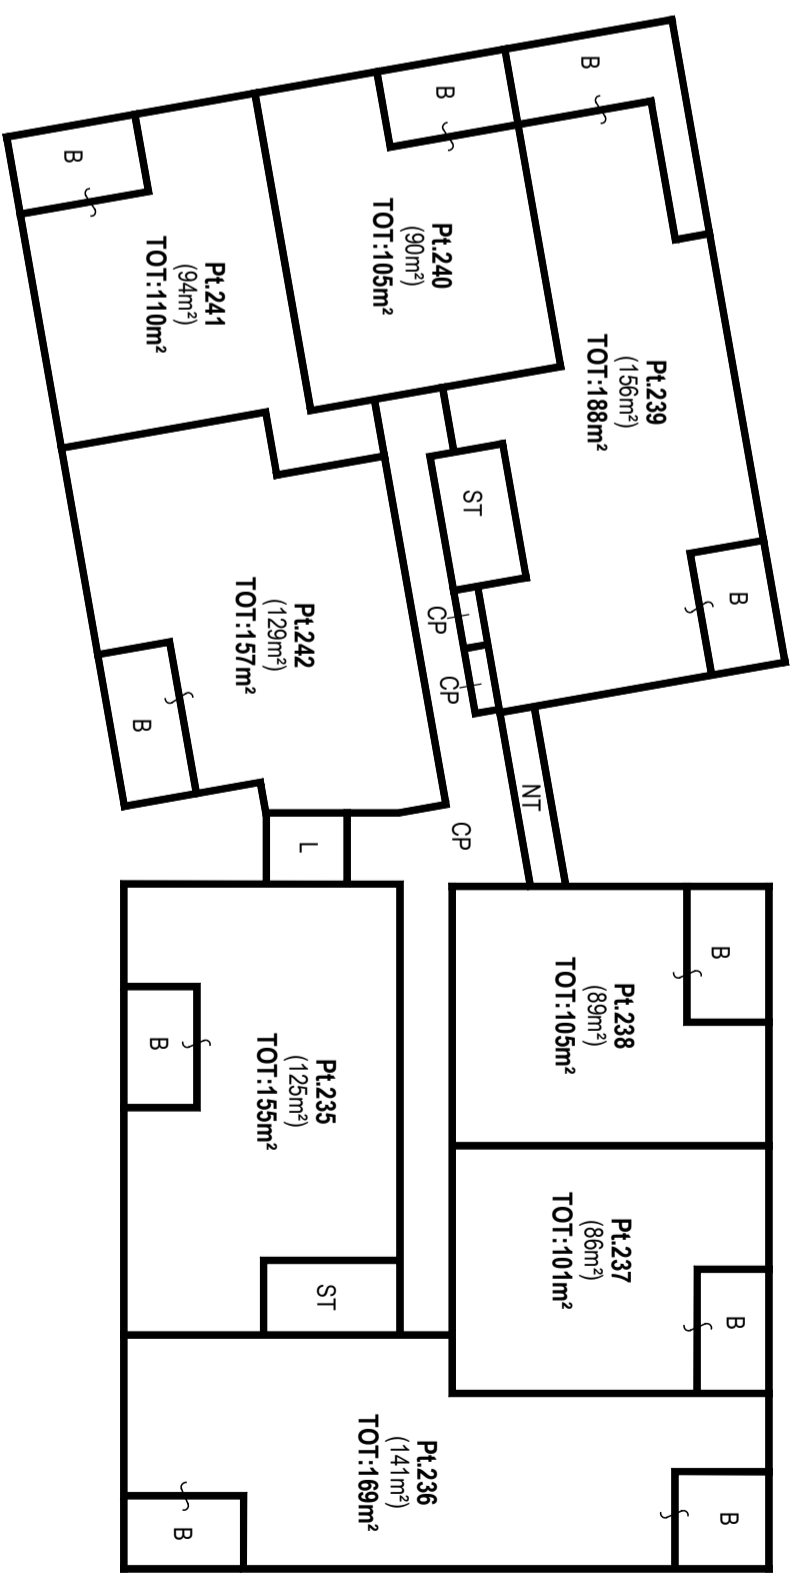 B
B
B
Pt.240
(90m²)
TOT:105m²
Pt.241
(94m²)
TOT:110m²
Pt.239
(156m²)
TOT:188m²
ST
B
CP
CP
Pt.242
(129m²)
TOT:157m²
B
NT
CP
L
B
Pt.238
(89m²)
TOT:105m²
B
Pt.235
(125m²)
TOT:155m²
Pt.237
(86m²)
TOT:101m²
ST
B
Pt.236
(141m²)
TOT:169m²
B
B